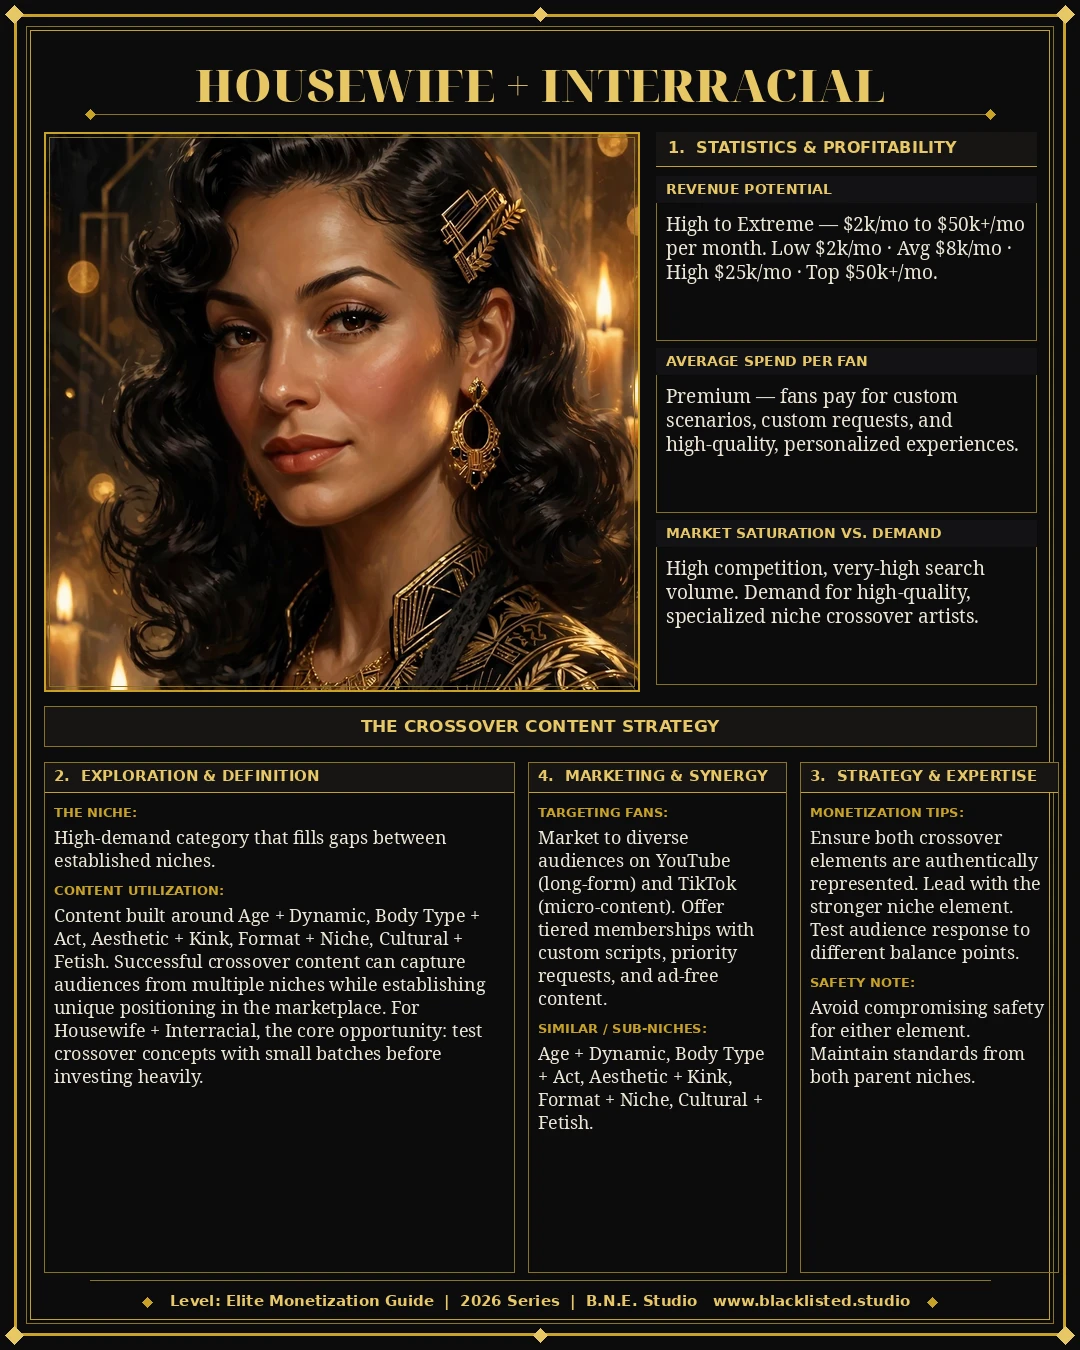 HOUSEWIFE + INTERRACIAL
1. STATISTICS & PROFITABILITY
REVENUE POTENTIAL
High to Extreme — $2k/mo to $50k+/mo
per month. Low $2k/mo · Avg $8k/mo ·
High $25k/mo · Top $50k+/mo.
AVERAGE SPEND PER FAN
Premium — fans pay for custom
scenarios, custom requests, and
high-quality, personalized experiences.
MARKET SATURATION VS. DEMAND
High competition, very-high search
volume. Demand for high-quality,
specialized niche crossover artists.
THE CROSSOVER CONTENT STRATEGY
2. EXPLORATION & DEFINITION
THE NICHE:
High-demand category that fills gaps between
established niches.
CONTENT UTILIZATION:
Content built around Age + Dynamic, Body Type +
Act, Aesthetic + Kink, Format + Niche, Cultural +
Fetish. Successful crossover content can capture
audiences from multiple niches while establishing
unique positioning in the marketplace. For
Housewife + Interracial, the core opportunity: test
crossover concepts with small batches before
investing heavily.
4. MARKETING & SYNERGY
TARGETING FANS:
Market to diverse
audiences on YouTube
(long-form) and TikTok
(micro-content). Offer
tiered memberships with
custom scripts, priority
requests, and ad-free
content.
SIMILAR / SUB-NICHES:
Age + Dynamic, Body Type
+ Act, Aesthetic + Kink,
Format + Niche, Cultural +
Fetish.
3. STRATEGY & EXPERTISE
MONETIZATION TIPS:
Ensure both crossover
elements are authentically
represented. Lead with the
stronger niche element.
Test audience response to
different balance points.
SAFETY NOTE:
Avoid compromising safety
for either element.
Maintain standards from
both parent niches.
Level: Elite Monetization Guide | 2026 Series | B.N.E. Studio www.blacklisted.studio